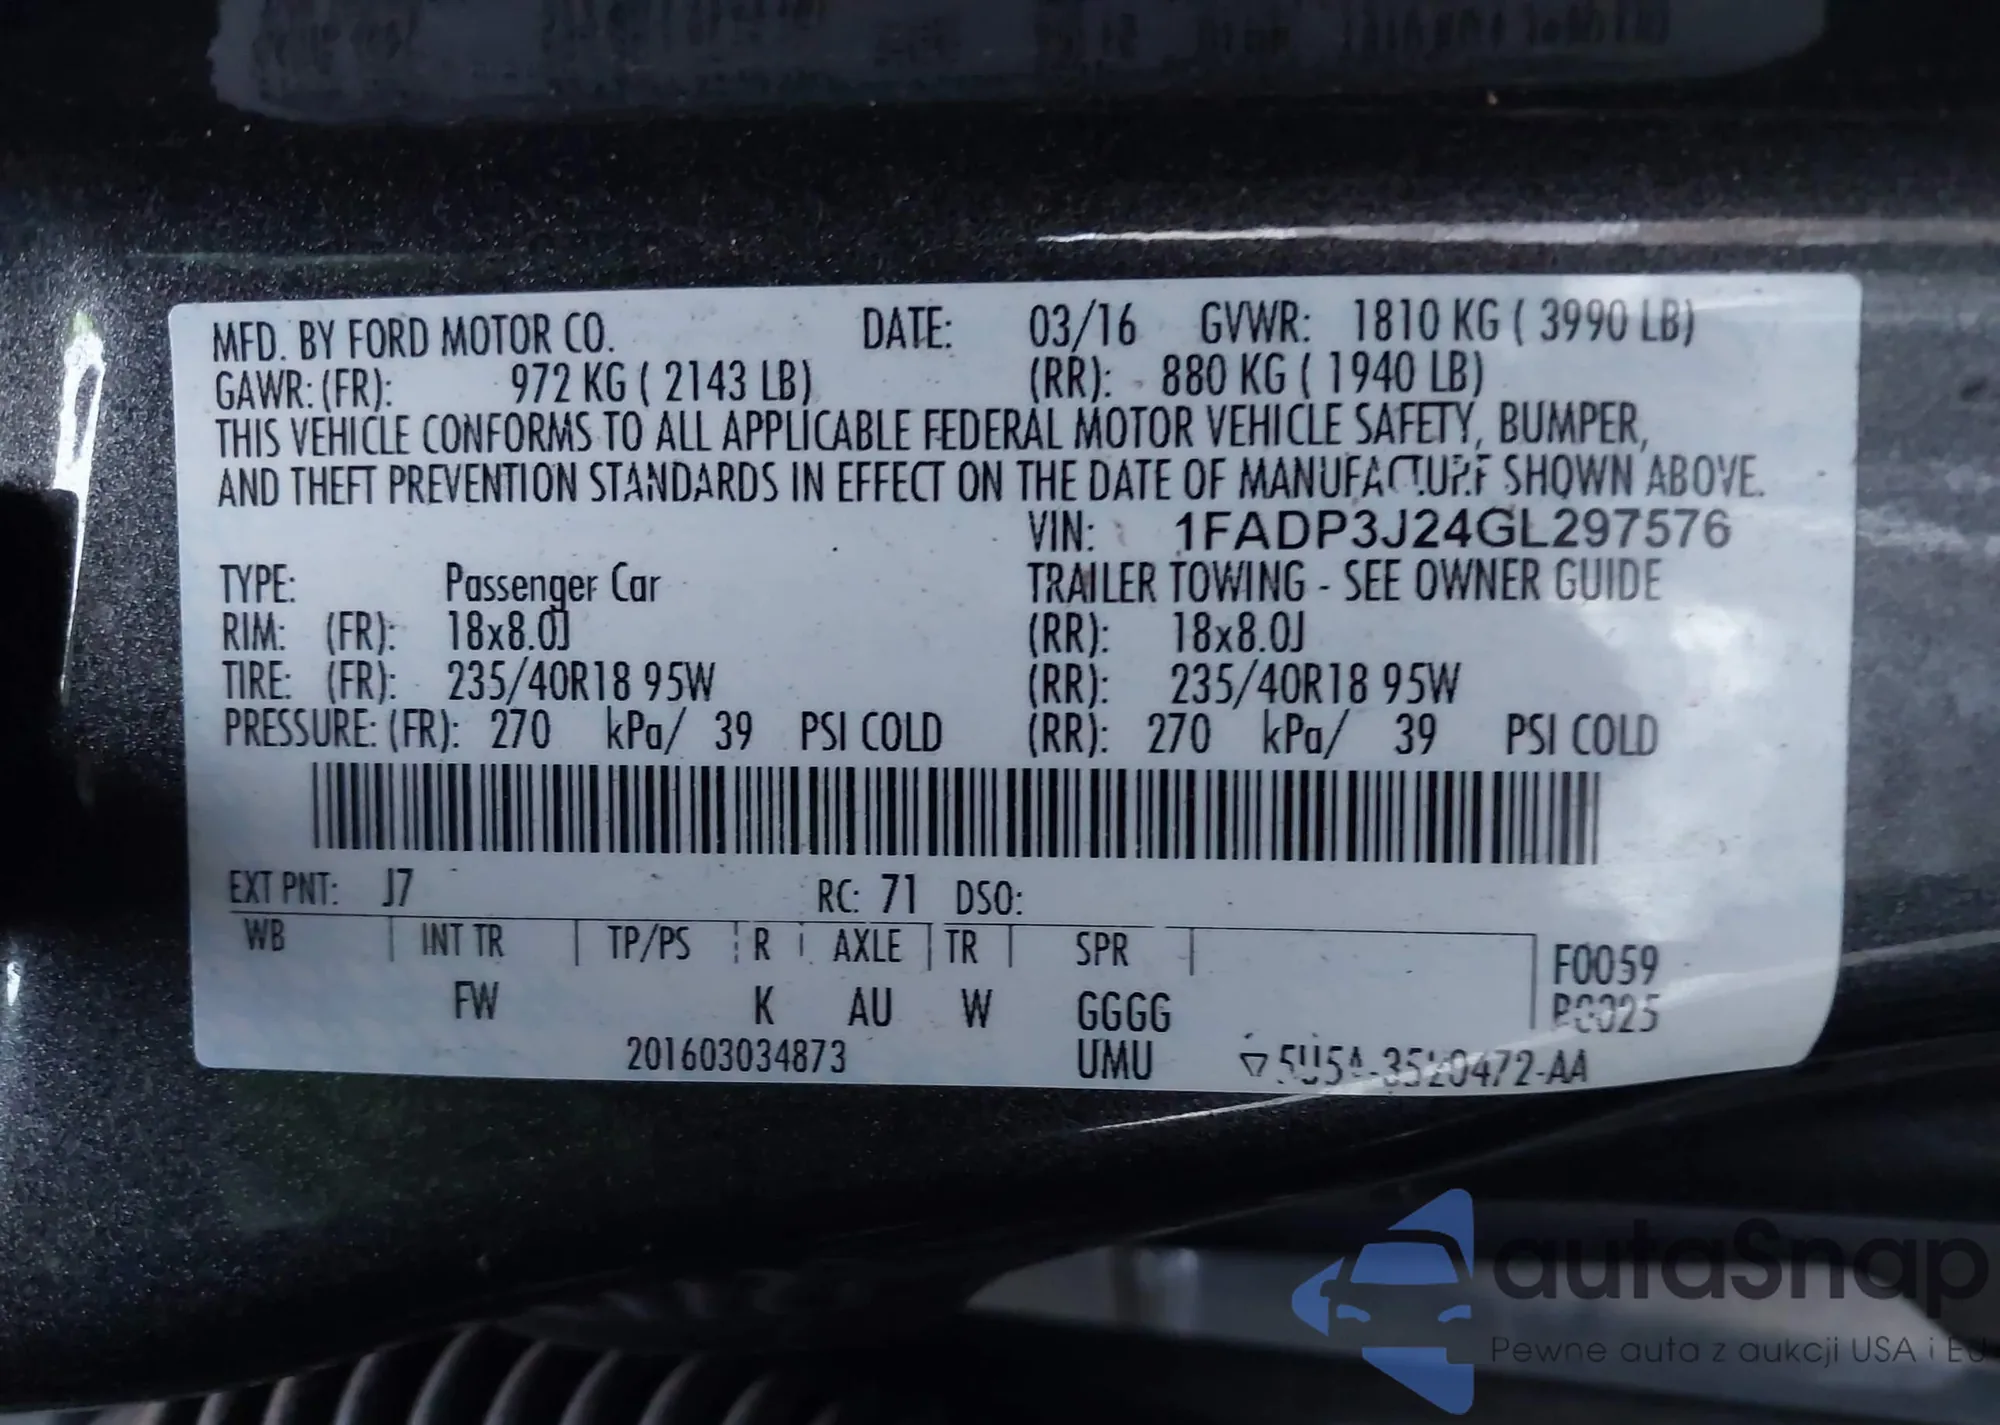 MFD. BY FORD MOTOR CO. DATE: 03/16 GVWR: 1810 KG ( 3990 LB)
GAWR: (FR): 972 KG ( 2143 LB) (RR): 880 KG ( 1940 LB)
THIS VEHICLE CONFORMS TO ALL APPLICABLE FEDERAL MOTOR VEHICLE SAFETY, BUMPER,
AND THEFT PREVENTION STANDARDS IN EFFECT ON THE DATE OF MANUFACTURE SHOWN ABOVE.
VIN: 1FADP3J24GL297576
TYPE: Passenger Car TRAILER TOWING - SEE OWNER GUIDE
RIM: (FR): 18x8.0J (RR): 18x8.0J
TIRE: (FR): 235/40R18 95W (RR): 235/40R18 95W
PRESSURE: (FR): 270 kPa/ 39 PSI COLD (RR): 270 kPa/ 39 PSI COLD
EXT PNT: J7 RC: 71 DSO:
WB INT TR TP/PS R AXLE TR SPR F0059
FW K AU W GGGG
201603034873 UMU
autaSnap
Pewne auta z aukcji USA i EU